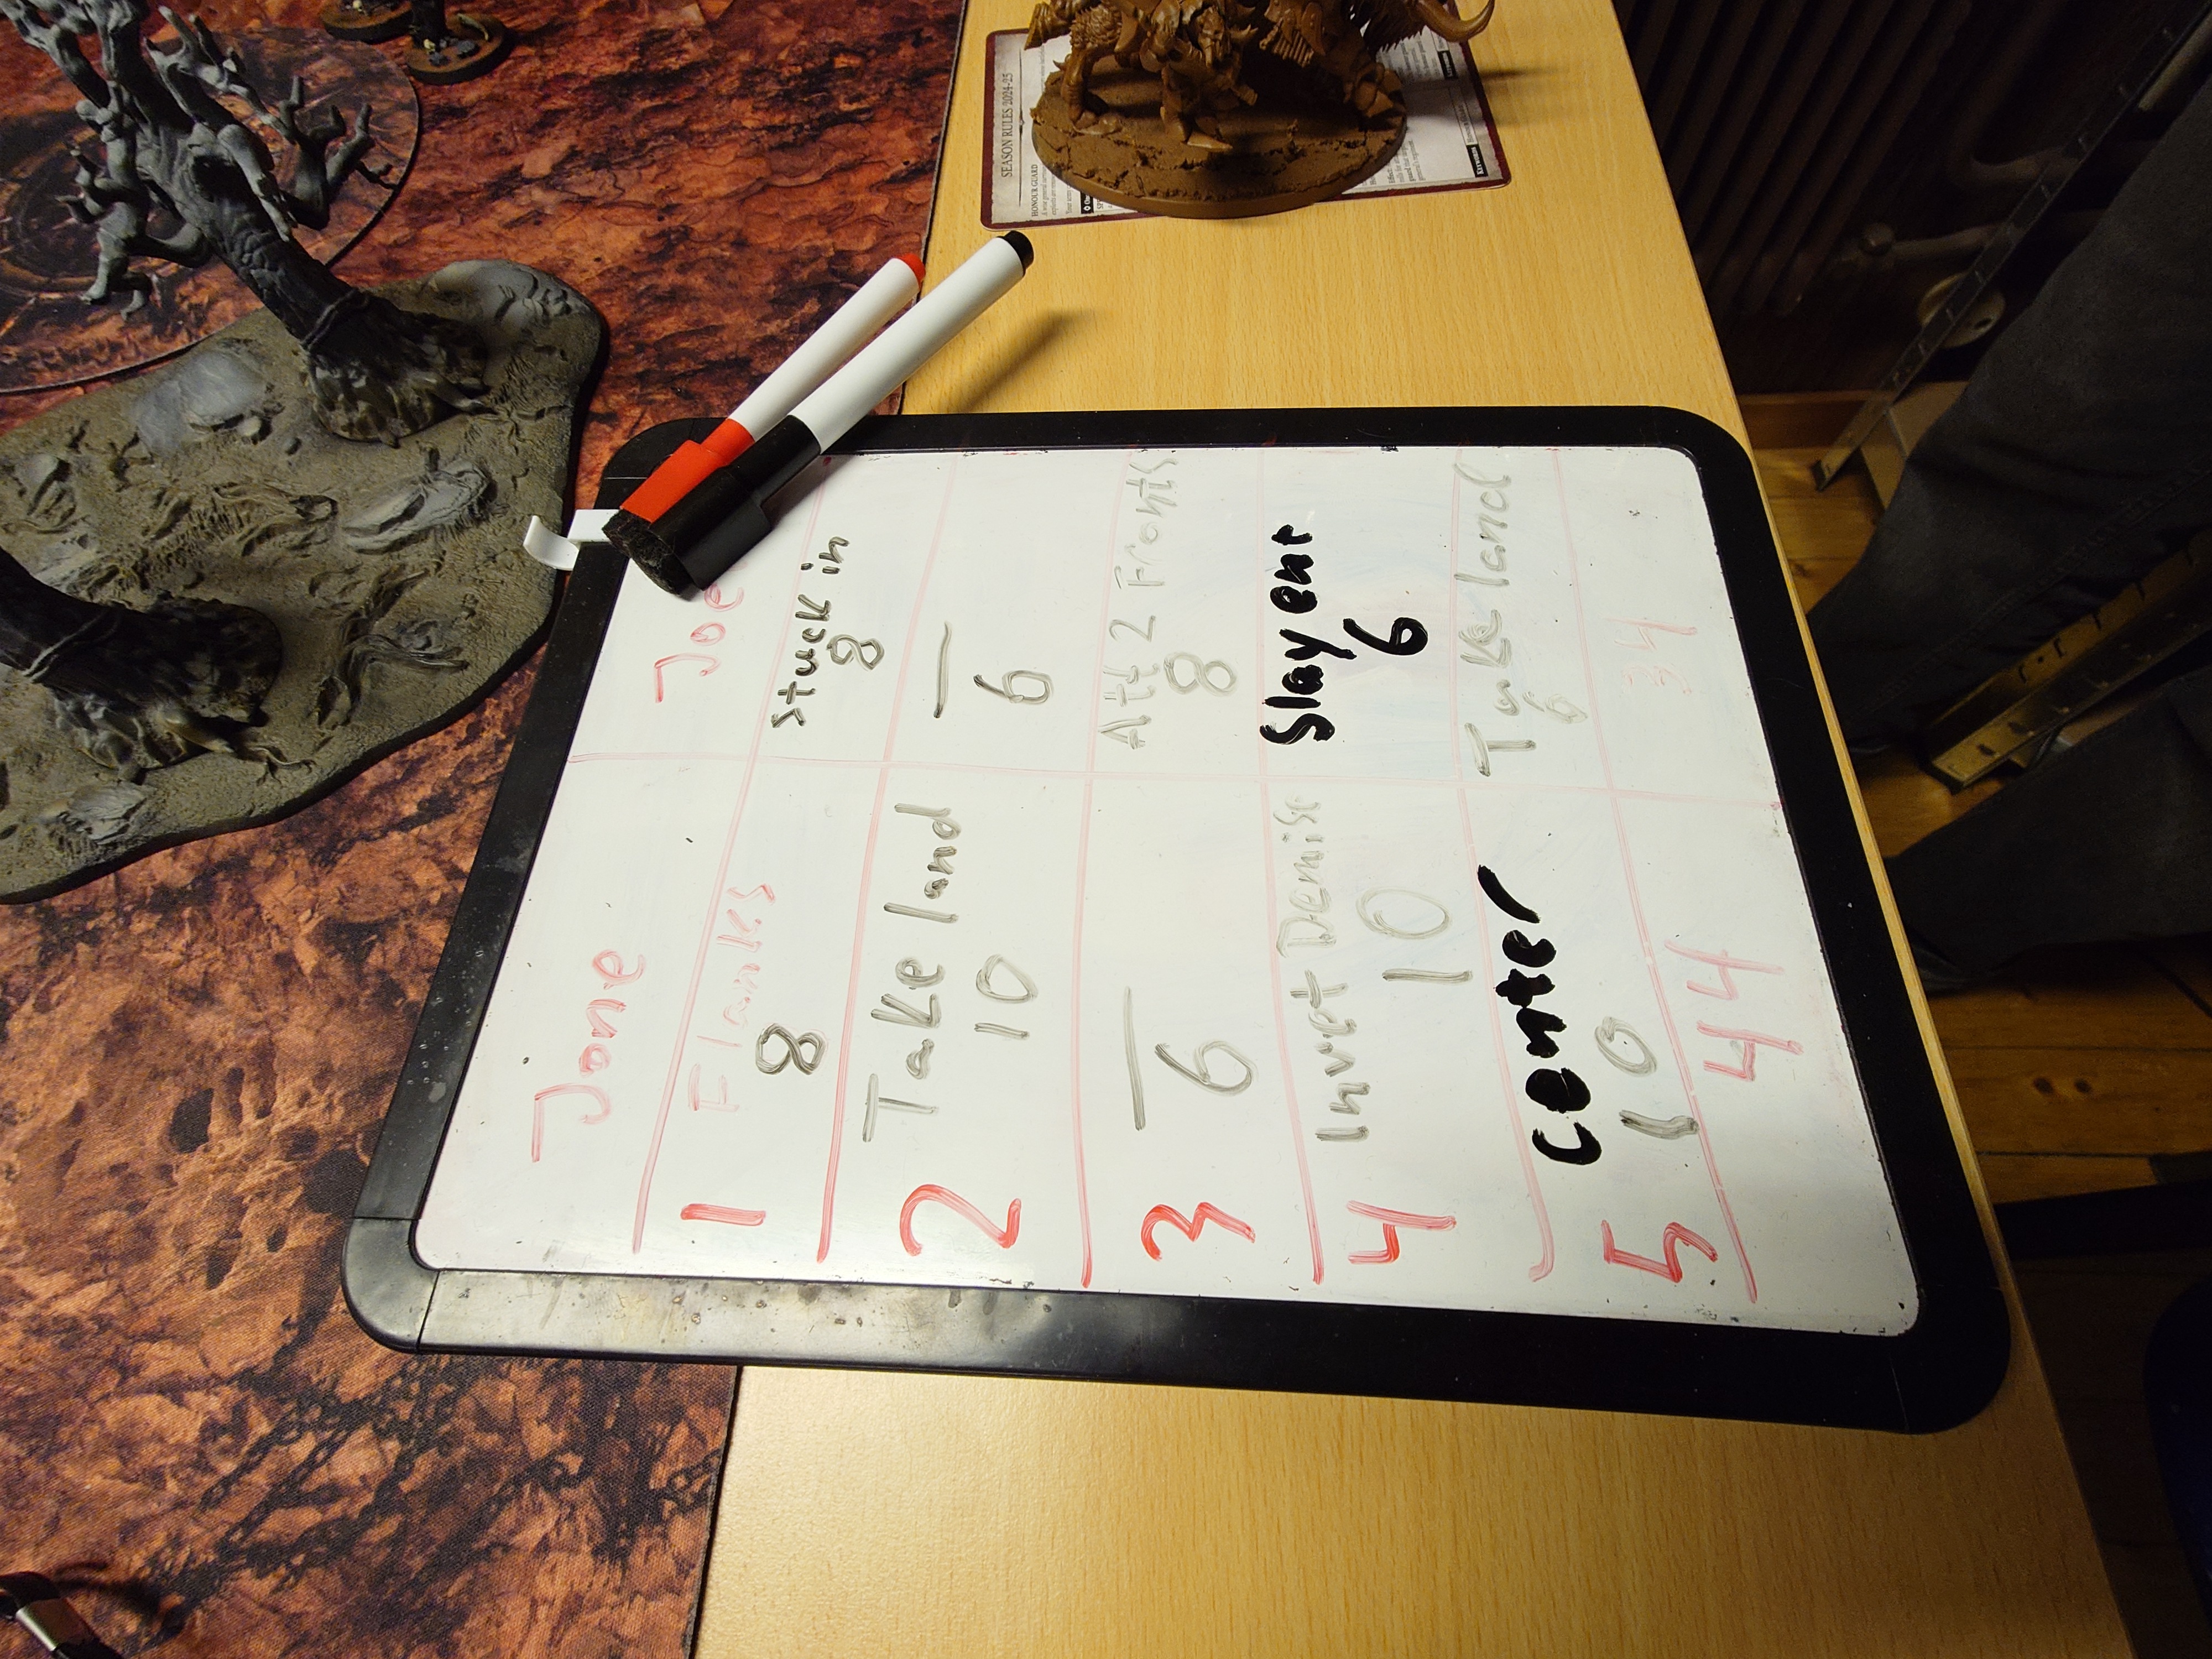 Jone Joe
1 Flanks 8 stuck in 8
2 Take land 10 — 6
3 — 6 Att 2 Fronts 8
4 Invet Demise 10 Slay ent 6
5 center 10 Take land 6
44 34
SEASON RULES 2024-25
HONOUR GUARD